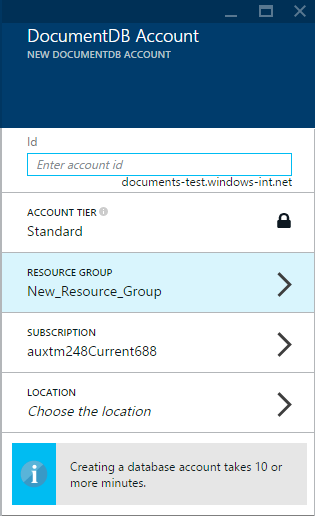 DocumentDB Account
NEW DOCUMENTDB ACCOUNT
Id
Enter account id
documents-test.windows-int.net
ACCOUNT TIER
Standard
RESOURCE GROUP
New_Resource_Group
SUBSCRIPTION
auxtm248Current688
LOCATION
Choose the location
Creating a database account takes 10 or
more minutes.